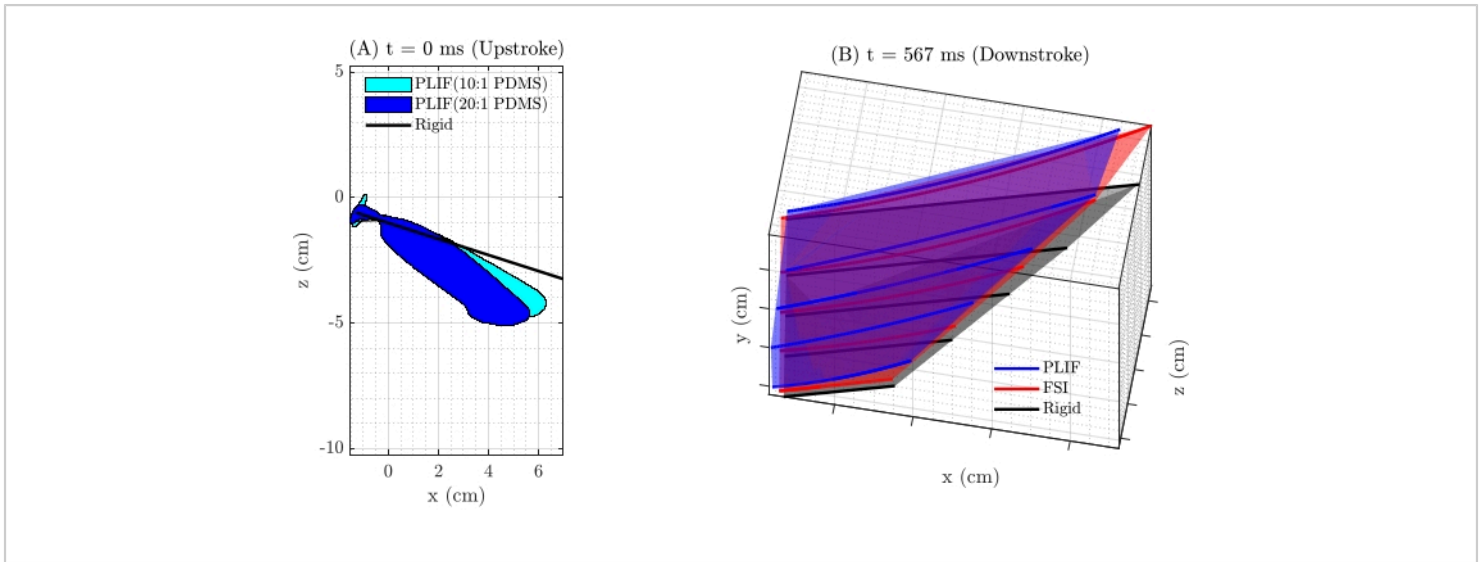 (A) t = 0 ms (Upstroke)
5
PLIF(10:1 PDMS)
PLIF(20:1 PDMS)
Rigid
0
z (cm)
-5
-10
0 2 4 6
x (cm)
(B) t = 567 ms (Downstroke)
y (cm)
PLIF
FSI
Rigid
z (cm)
x (cm)